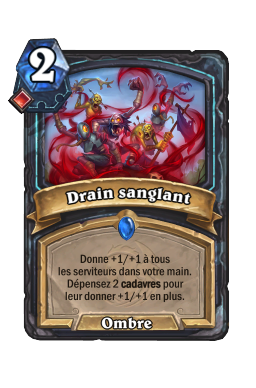 2
Drain sanglant
Donne +1/+1 à tous
les serviteurs dans votre main.
Dépensez 2 cadavres pour
leur donner +1/+1 en plus.
Ombre